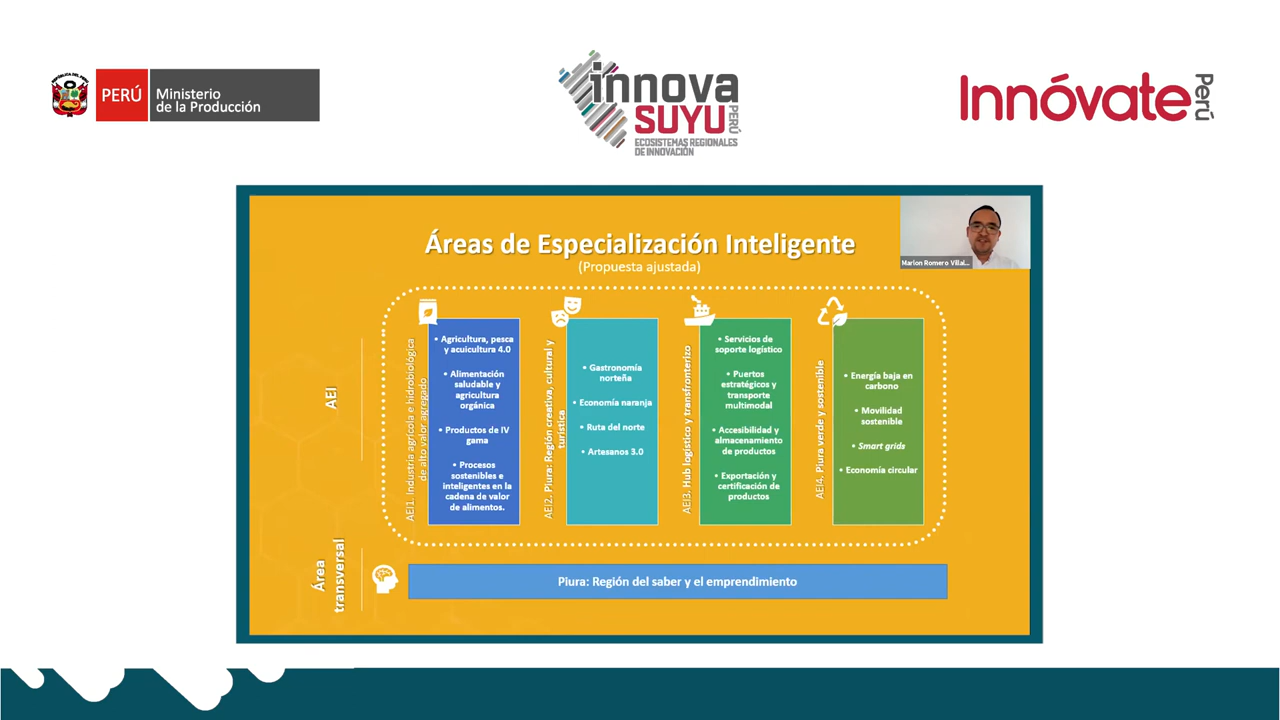 REPÚBLICA DEL PERÚ
PERÚ
Ministerio
de la Producción
innova
SUYU
PERÚ
ECOSISTEMAS REGIONALES
DE INNOVACIÓN
Innóvate
Perú
Áreas de Especialización Inteligente
(Propuesta ajustada)
Marlon Romero Villal...
AEI
AEI1. Industria agrícola e hidrobiológica
de alto valor agregado
• Agricultura, pesca
y acuicultura 4.0
• Alimentación
saludable y
agricultura
orgánica
• Productos de IV
gama
• Procesos
sostenibles e
inteligentes en la
cadena de valor
de alimentos.
AEI2. Piura: Región creativa, cultural y
turística
• Gastronomía
norteña
• Economía naranja
• Ruta del norte
• Artesanos 3.0
AEI3. Hub logístico y transfronterizo
• Servicios de
soporte logístico
• Puertos
estratégicos y
transporte
multimodal
• Accesibilidad y
almacenamiento
de productos
• Exportación y
certificación de
productos
AEI4. Piura verde y sostenible
• Energía baja en
carbono
• Movilidad
sostenible
• Smart grids
• Economía circular
Área
transversal
Piura: Región del saber y el emprendimiento